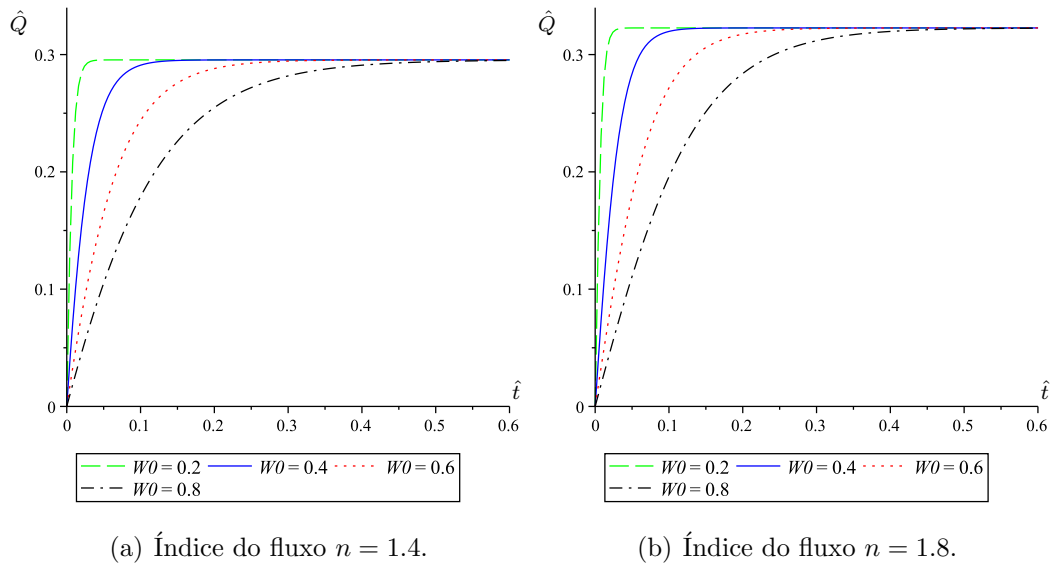 Q̂
0.3
0.2
0.1
0
0 0.1 0.2 0.3 0.4 0.5 0.6
t̂
W0 = 0.2 W0 = 0.4 W0 = 0.6
W0 = 0.8
(a) Índice do fluxo n = 1.4.
Q̂
0.3
0.2
0.1
0
0 0.1 0.2 0.3 0.4 0.5 0.6
t̂
W0 = 0.2 W0 = 0.4 W0 = 0.6
W0 = 0.8
(b) Índice do fluxo n = 1.8.